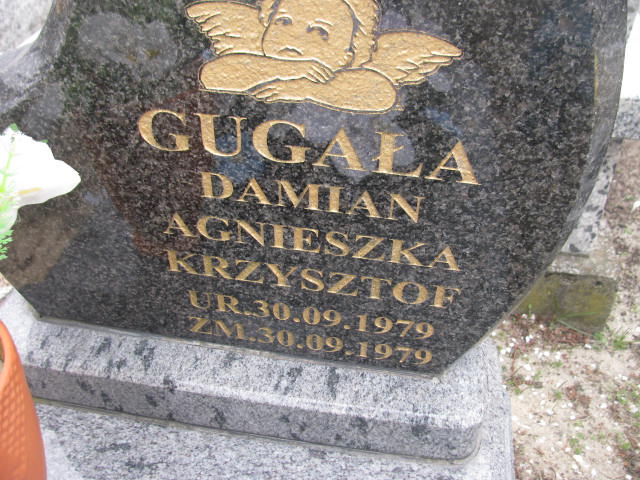 GUGAŁA
DAMIAN
AGNIESZKA
KRZYSZTOF
UR.30.09.1979
ZM.30.09.1979